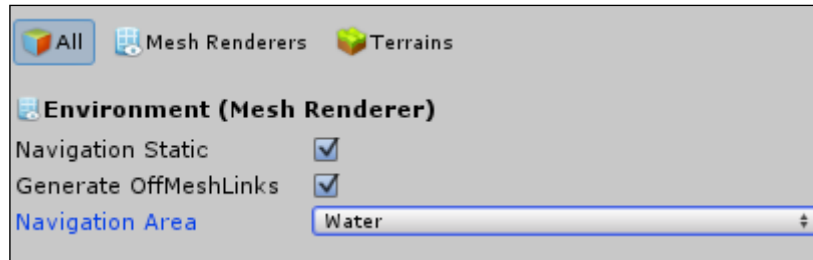 All Mesh Renderers Terrains
Environment (Mesh Renderer)
Navigation Static
Generate OffMeshLinks
Navigation Area Water